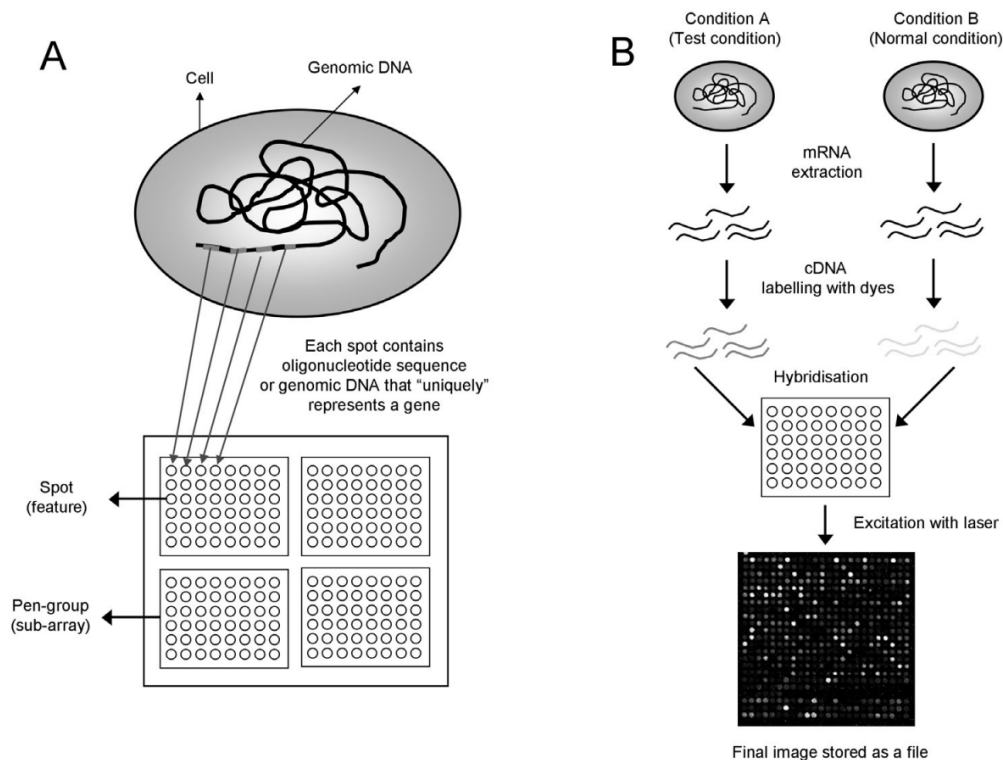 A
Cell
Genomic DNA
Each spot contains
oligonucleotide sequence
or genomic DNA that “uniquely”
represents a gene
Spot
(feature)
Pen-group
(sub-array)
B
Condition A
(Test condition)
Condition B
(Normal condition)
mRNA
extraction
cDNA
labelling with dyes
Hybridisation
Excitation with laser
Final image stored as a file